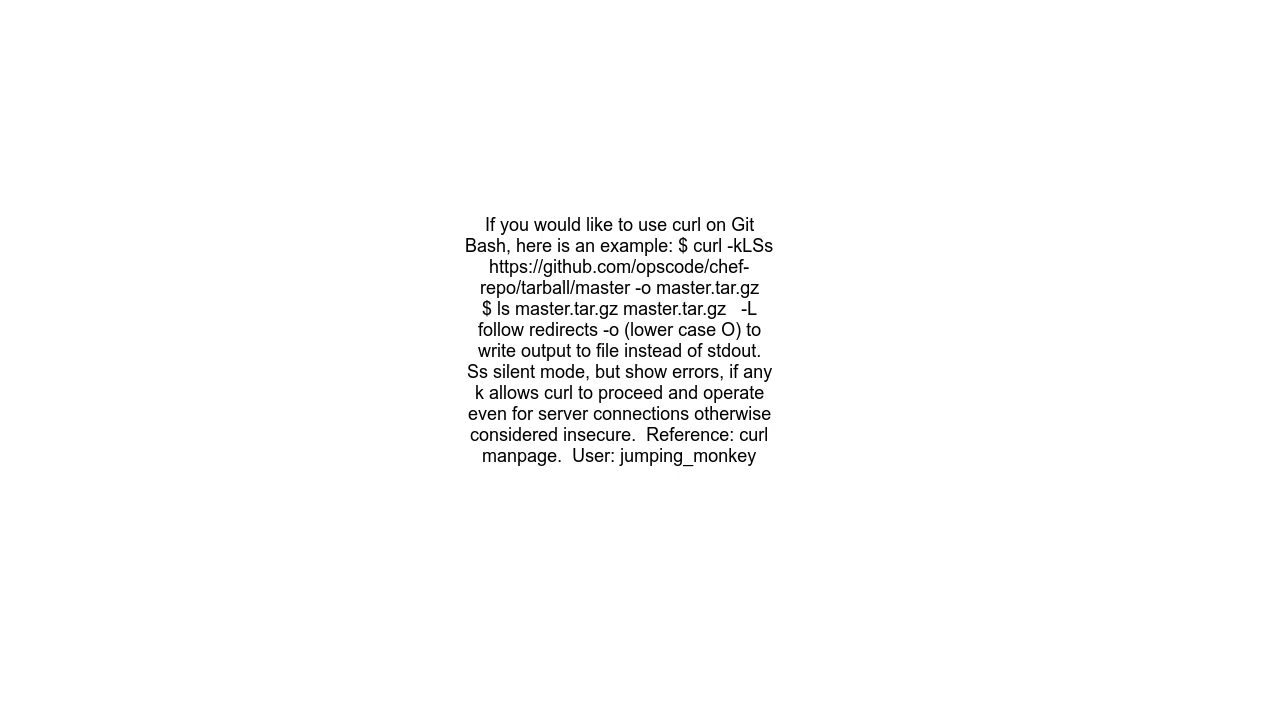 If you would like to use curl on Git
Bash, here is an example: $ curl -kLSs
https://github.com/opscode/chef-
repo/tarball/master -o master.tar.gz
$ ls master.tar.gz master.tar.gz   -L
follow redirects -o (lower case O) to
write output to file instead of stdout.
Ss silent mode, but show errors, if any
k allows curl to proceed and operate
even for server connections otherwise
considered insecure.  Reference: curl
manpage.  User: jumping_monkey